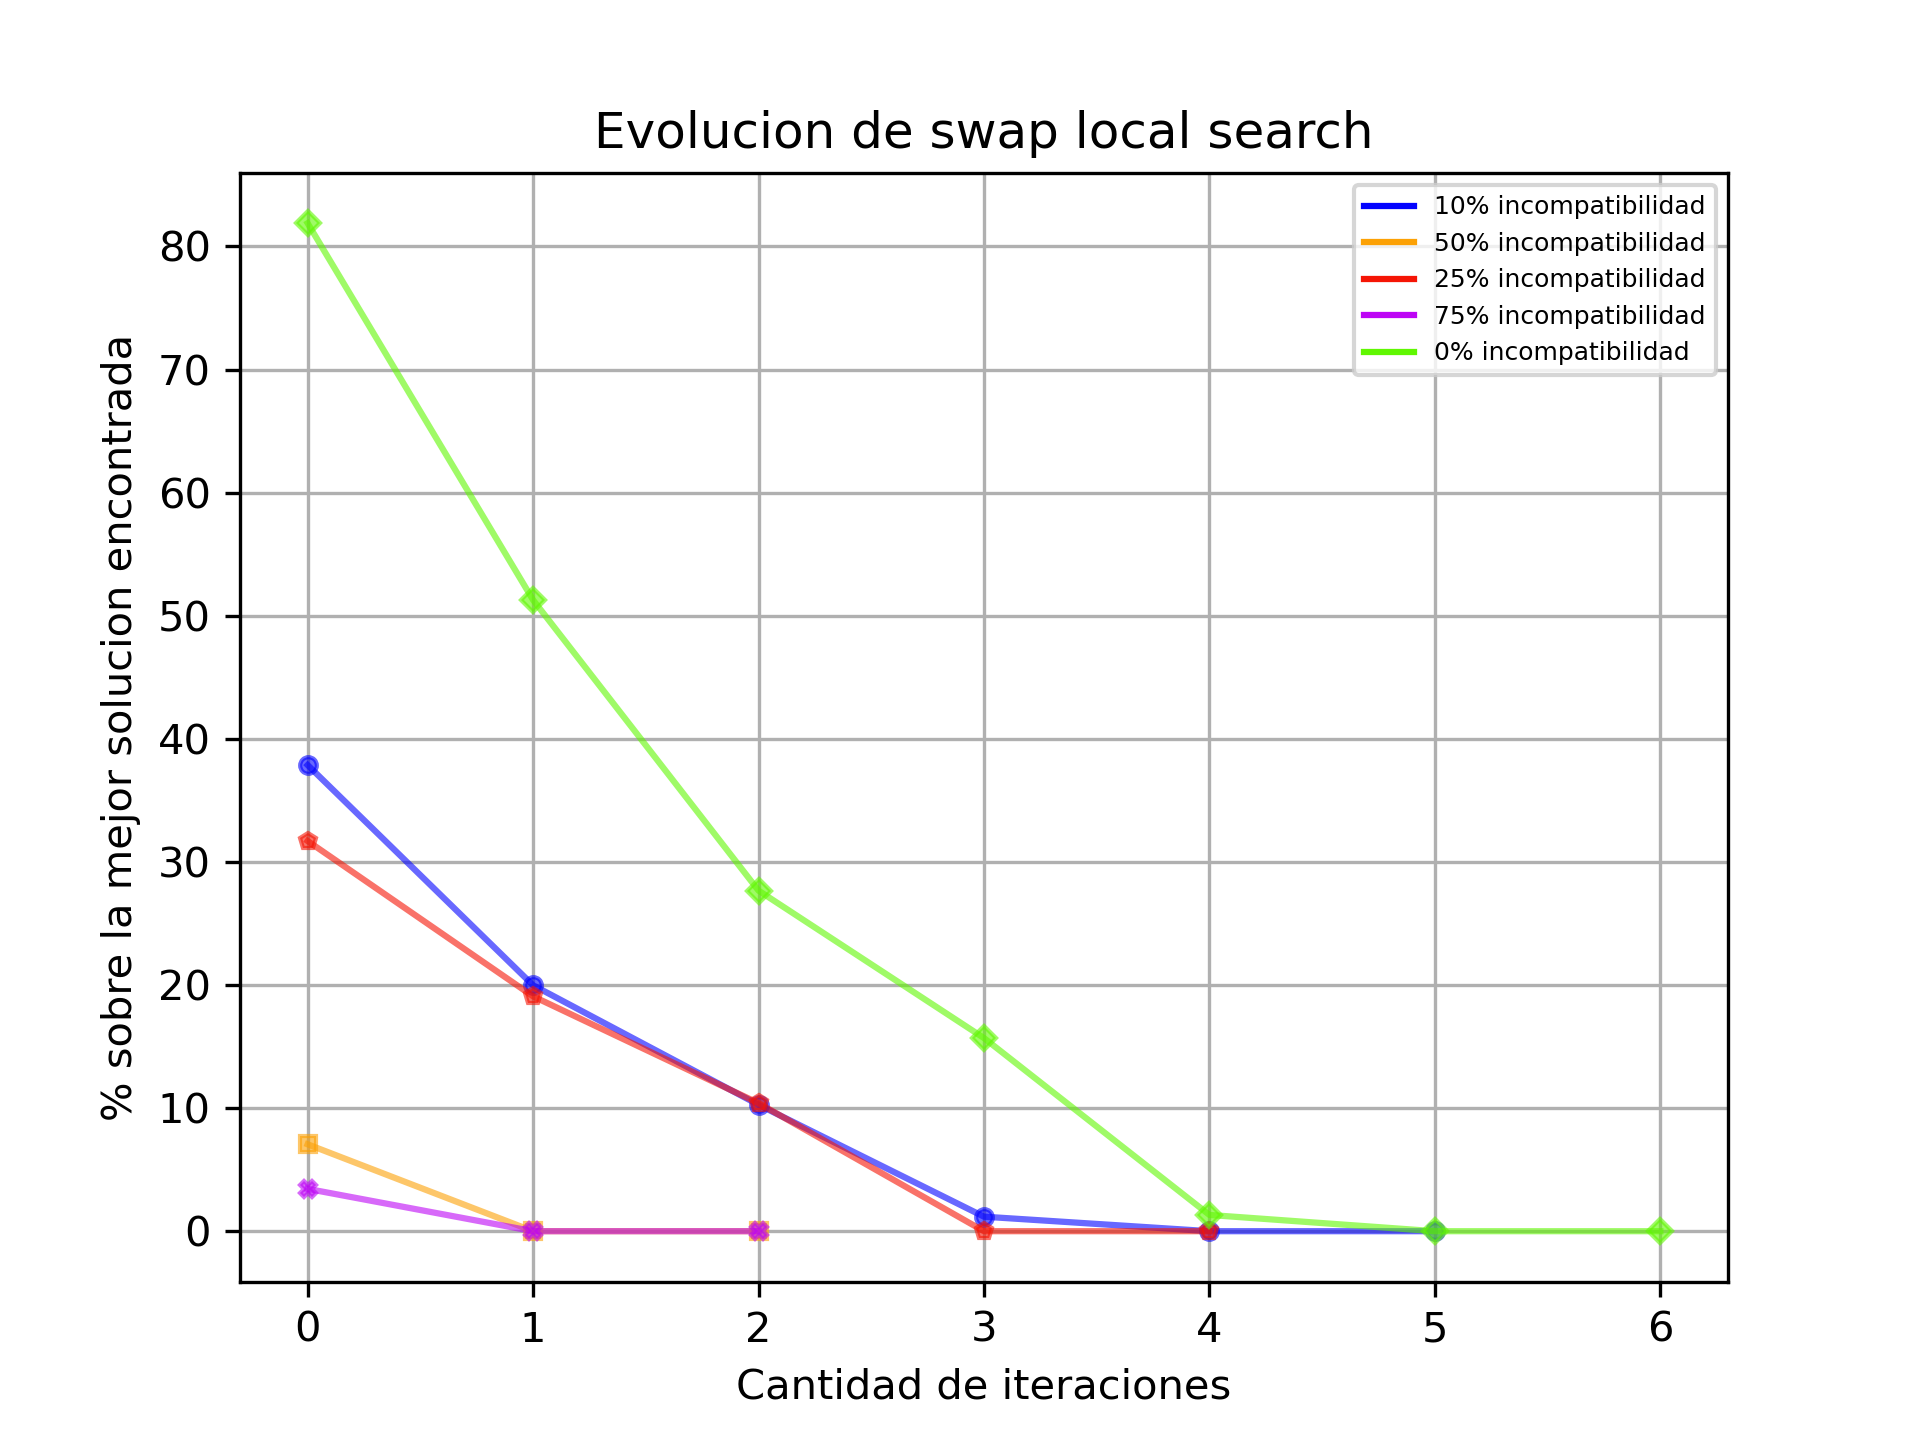 Evolucion de swap local search
10% incompatibilidad
50% incompatibilidad
25% incompatibilidad
75% incompatibilidad
0% incompatibilidad
% sobre la mejor solucion encontrada
80
70
60
50
40
30
20
10
0
0 1 2 3 4 5 6
Cantidad de iteraciones